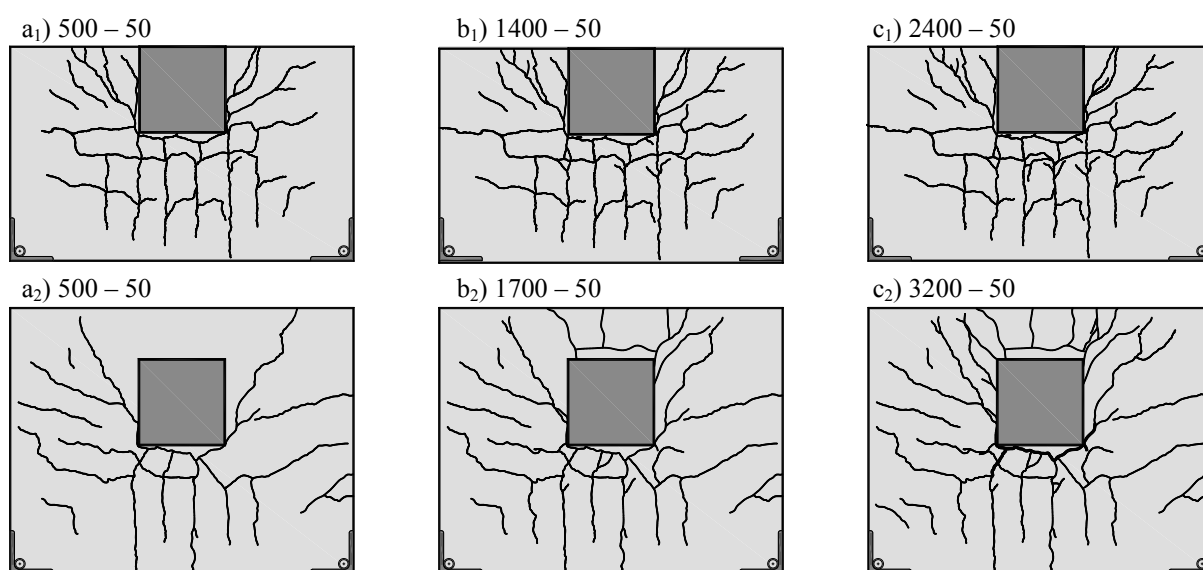 a₁) 500 – 50
b₁) 1400 – 50
c₁) 2400 – 50
a₂) 500 – 50
b₂) 1700 – 50
c₂) 3200 – 50